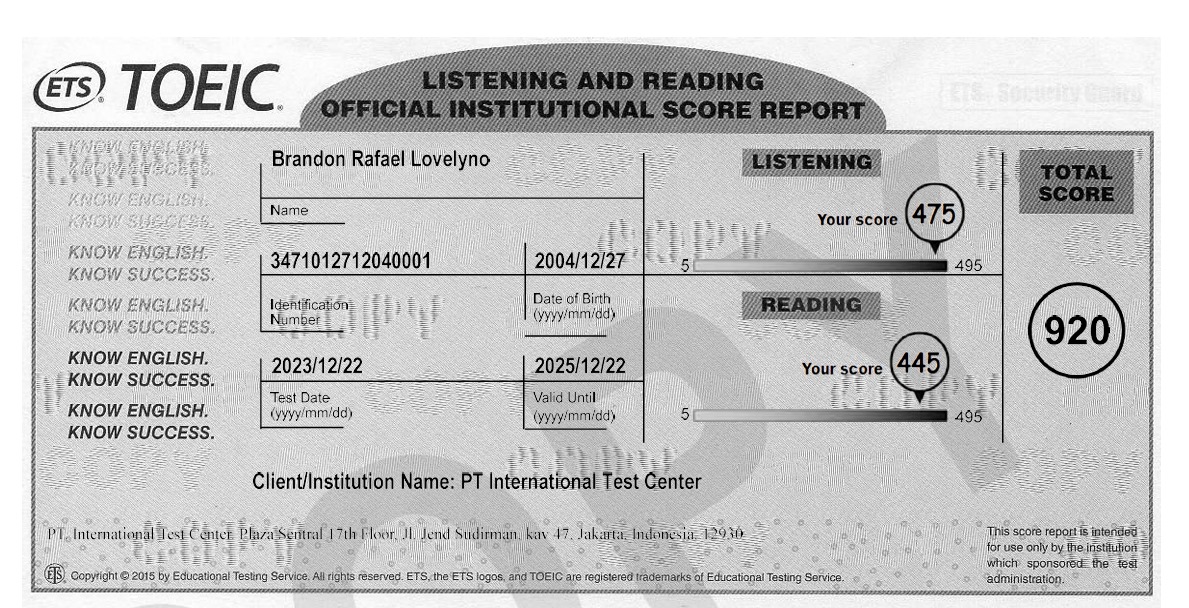 ETS® TOEIC®
LISTENING AND READING
OFFICIAL INSTITUTIONAL SCORE REPORT
ETS® Security Guard
KNOW ENGLISH.
KNOW SUCCESS.
KNOW ENGLISH.
KNOW SUCCESS.
KNOW ENGLISH.
KNOW SUCCESS.
KNOW ENGLISH.
KNOW SUCCESS.
KNOW ENGLISH.
KNOW SUCCESS.
KNOW ENGLISH.
KNOW SUCCESS.
Brandon Rafael Lovelyno
Name
3471012712040001
Identification
Number
2004/12/27
Date of Birth
(yyyy/mm/dd)
2023/12/22
Test Date
(yyyy/mm/dd)
2025/12/22
Valid Until
(yyyy/mm/dd)
LISTENING
Your score 475
5 495
READING
Your score 445
5 495
TOTAL
SCORE
920
COPY
Client/Institution Name: PT International Test Center
PT. International Test Center, Plaza Sentral 17th Floor, Jl. Jend Sudirman, kav 47, Jakarta, Indonesia, 12930
This score report is intended
for use only by the institution
which sponsored the test
administration.
ETS Copyright © 2015 by Educational Testing Service. All rights reserved. ETS, the ETS logos, and TOEIC are registered trademarks of Educational Testing Service.